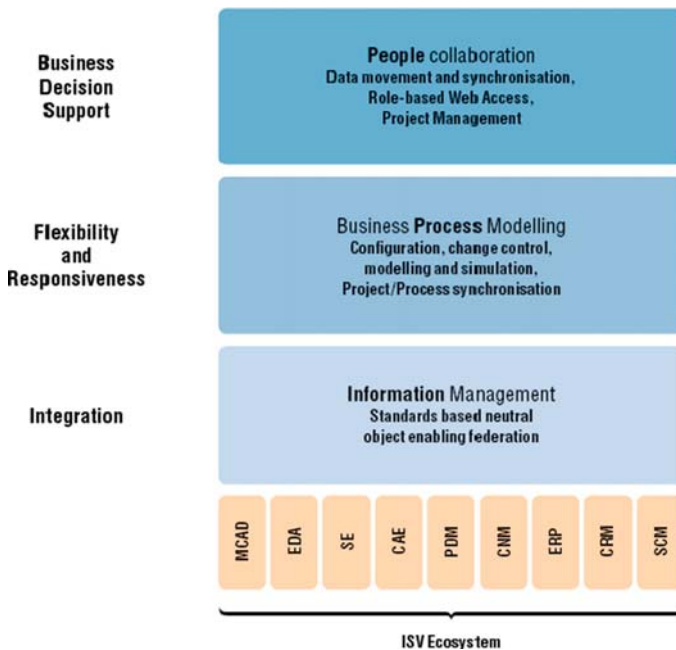 Business
Decision
Support
People collaboration
Data movement and synchronisation,
Role-based Web Access,
Project Management
Flexibility
and
Responsiveness
Business Process Modelling
Configuration, change control,
modelling and simulation,
Project/Process synchronisation
Integration
Information Management
Standards based neutral
object enabling federation
MCAD
EDA
SE
CAE
PDM
CNM
ERP
CRM
SCM
ISV Ecosystem